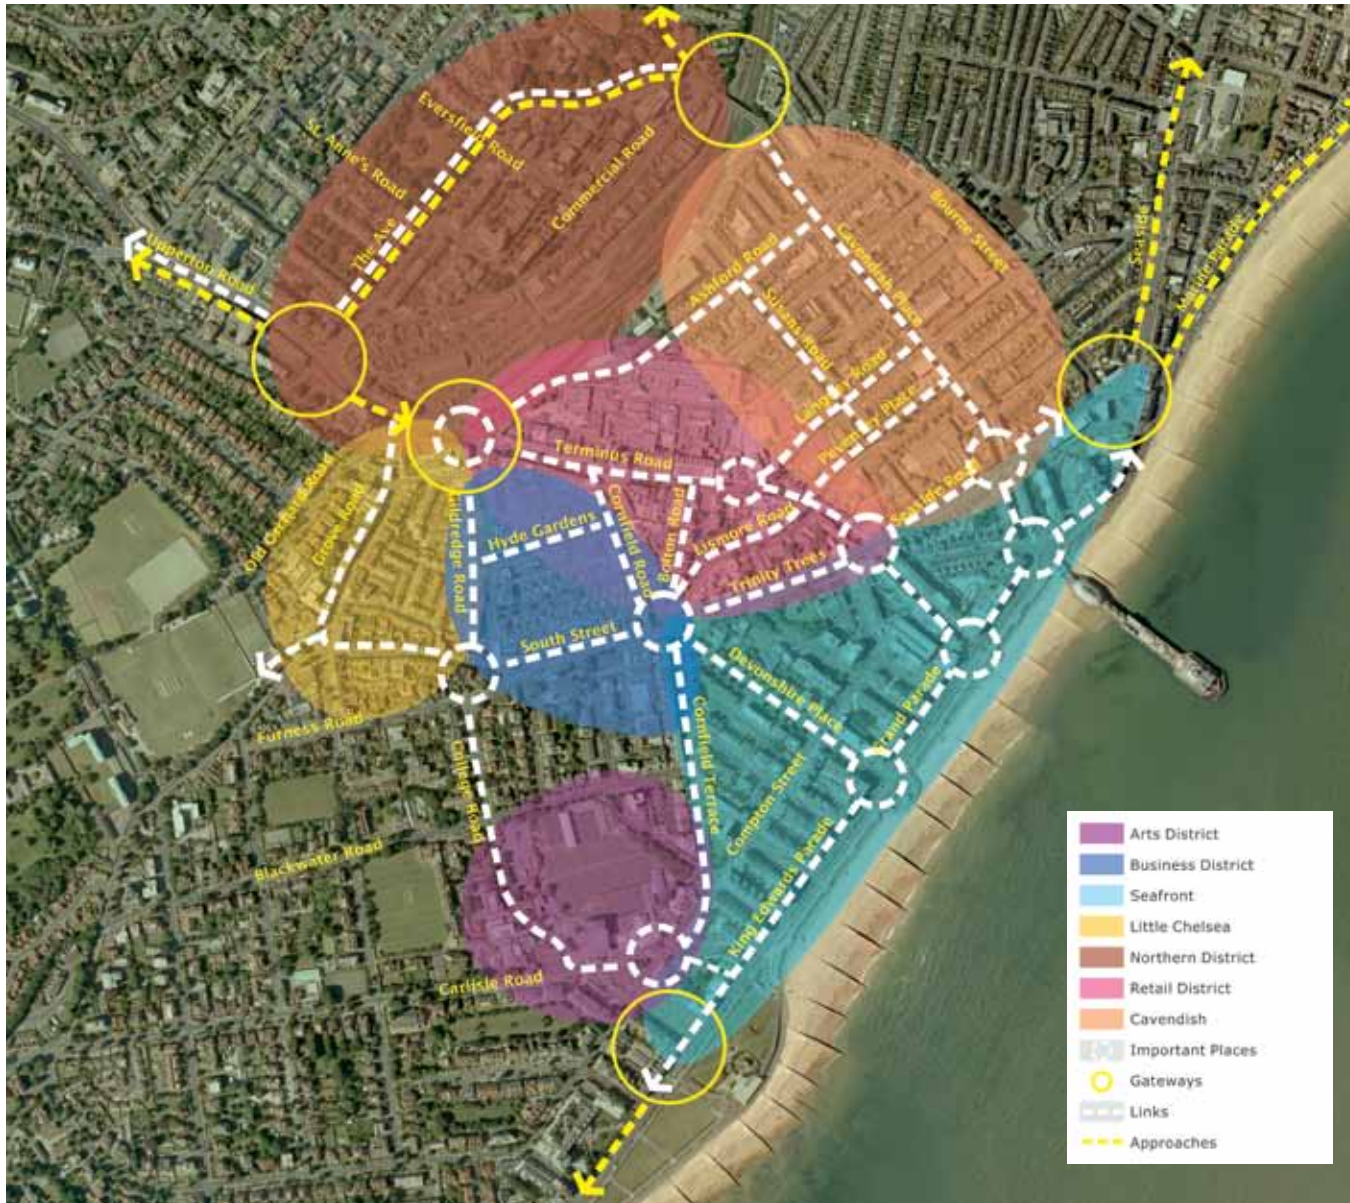 Eversfield Road
St. Anne's Road
Commercial Road
The Ave
Upperton Road
Bourne Street
Cavendish Place
Ashford Road
Susans Road
Seaside
Marine Parade
Langney Road
Pevensey Place
Terminus Road
Seaside Road
Old Orchard Road
Grove Road
Gildredge Road
Hyde Gardens
Cornfield Road
Bolton Road
Lismore Road
Trinity Trees
South Street
Devonshire Place
Grand Parade
Furness Road
College Road
Cornfield Terrace
Compton Street
King Edwards Parade
Blackwater Road
Carlisle Road
Arts District
Business District
Seafront
Little Chelsea
Northern District
Retail District
Cavendish
Important Places
Gateways
Links
Approaches